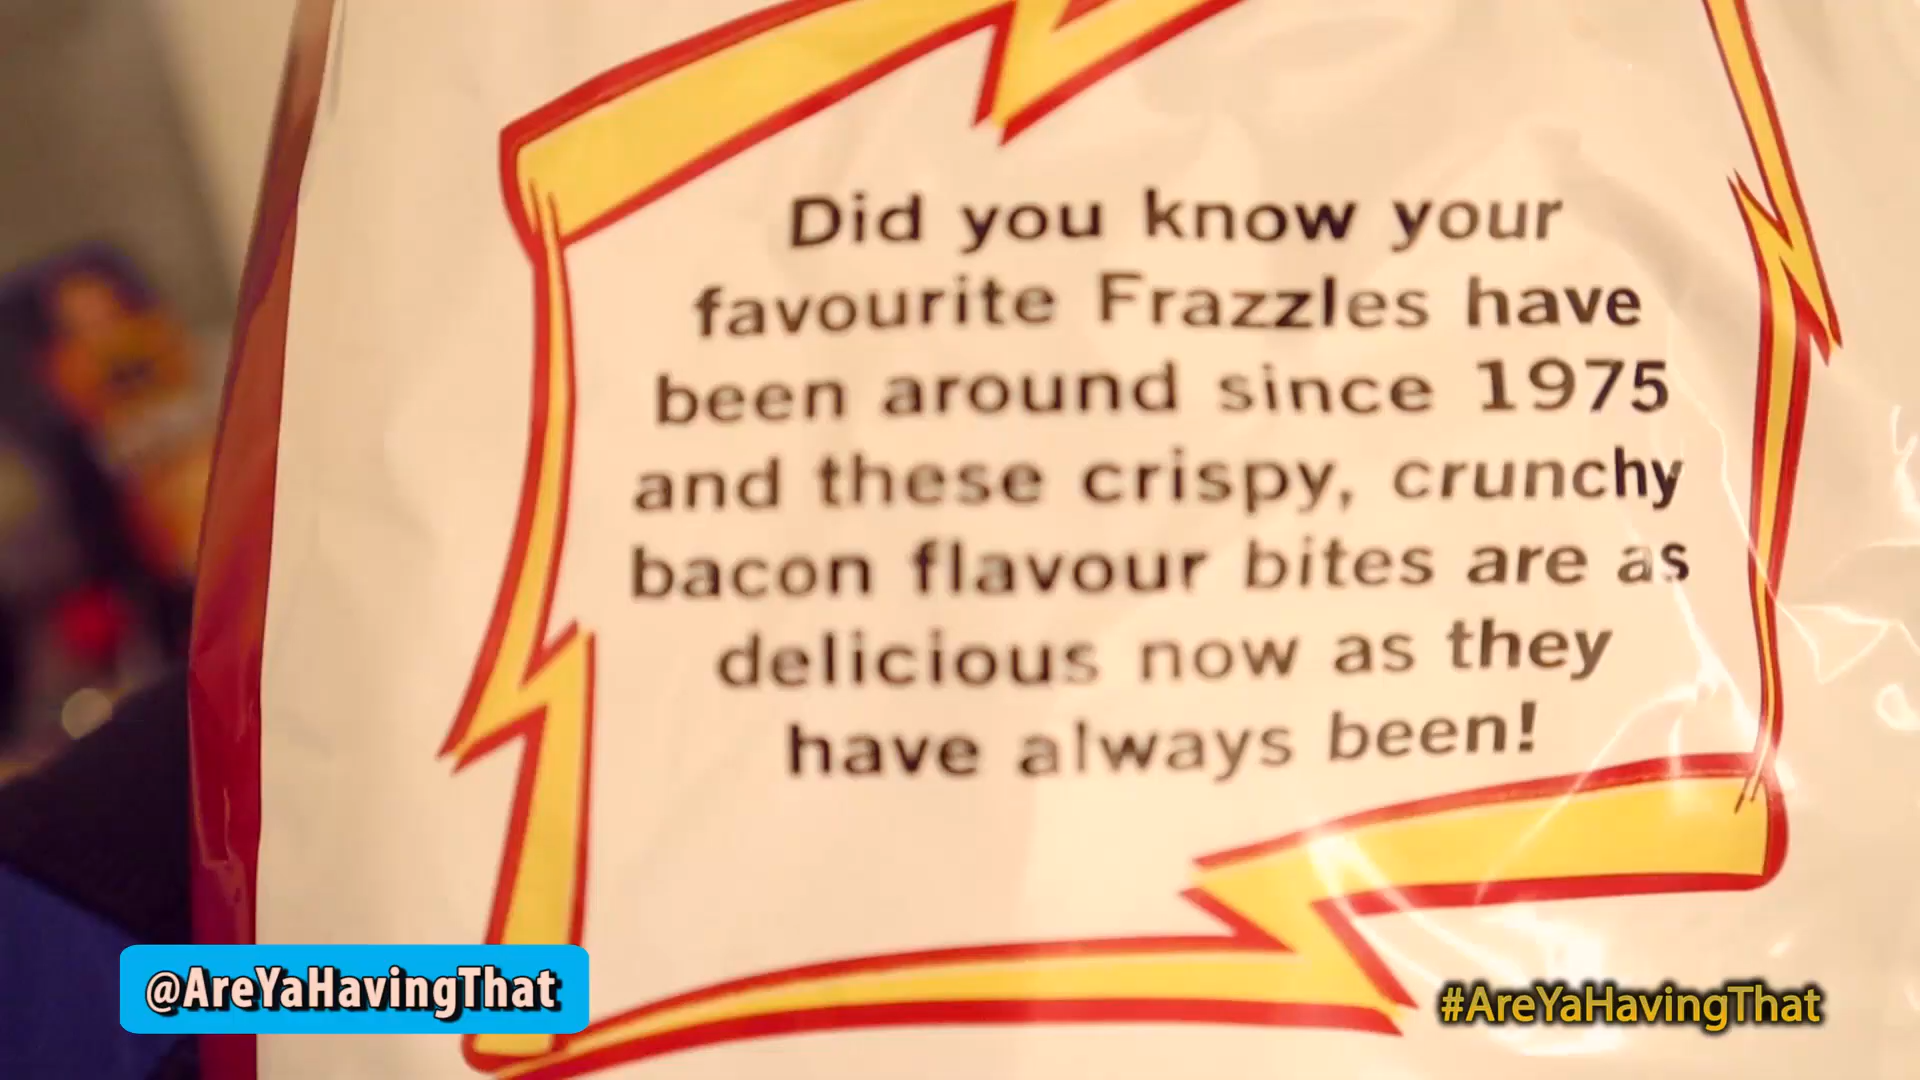 Did you know your
favourite Frazzles have
been around since 1975
and these crispy, crunchy
bacon flavour bites are as
delicious now as they
have always been!
@AreYaHavingThat
#AreYaHavingThat